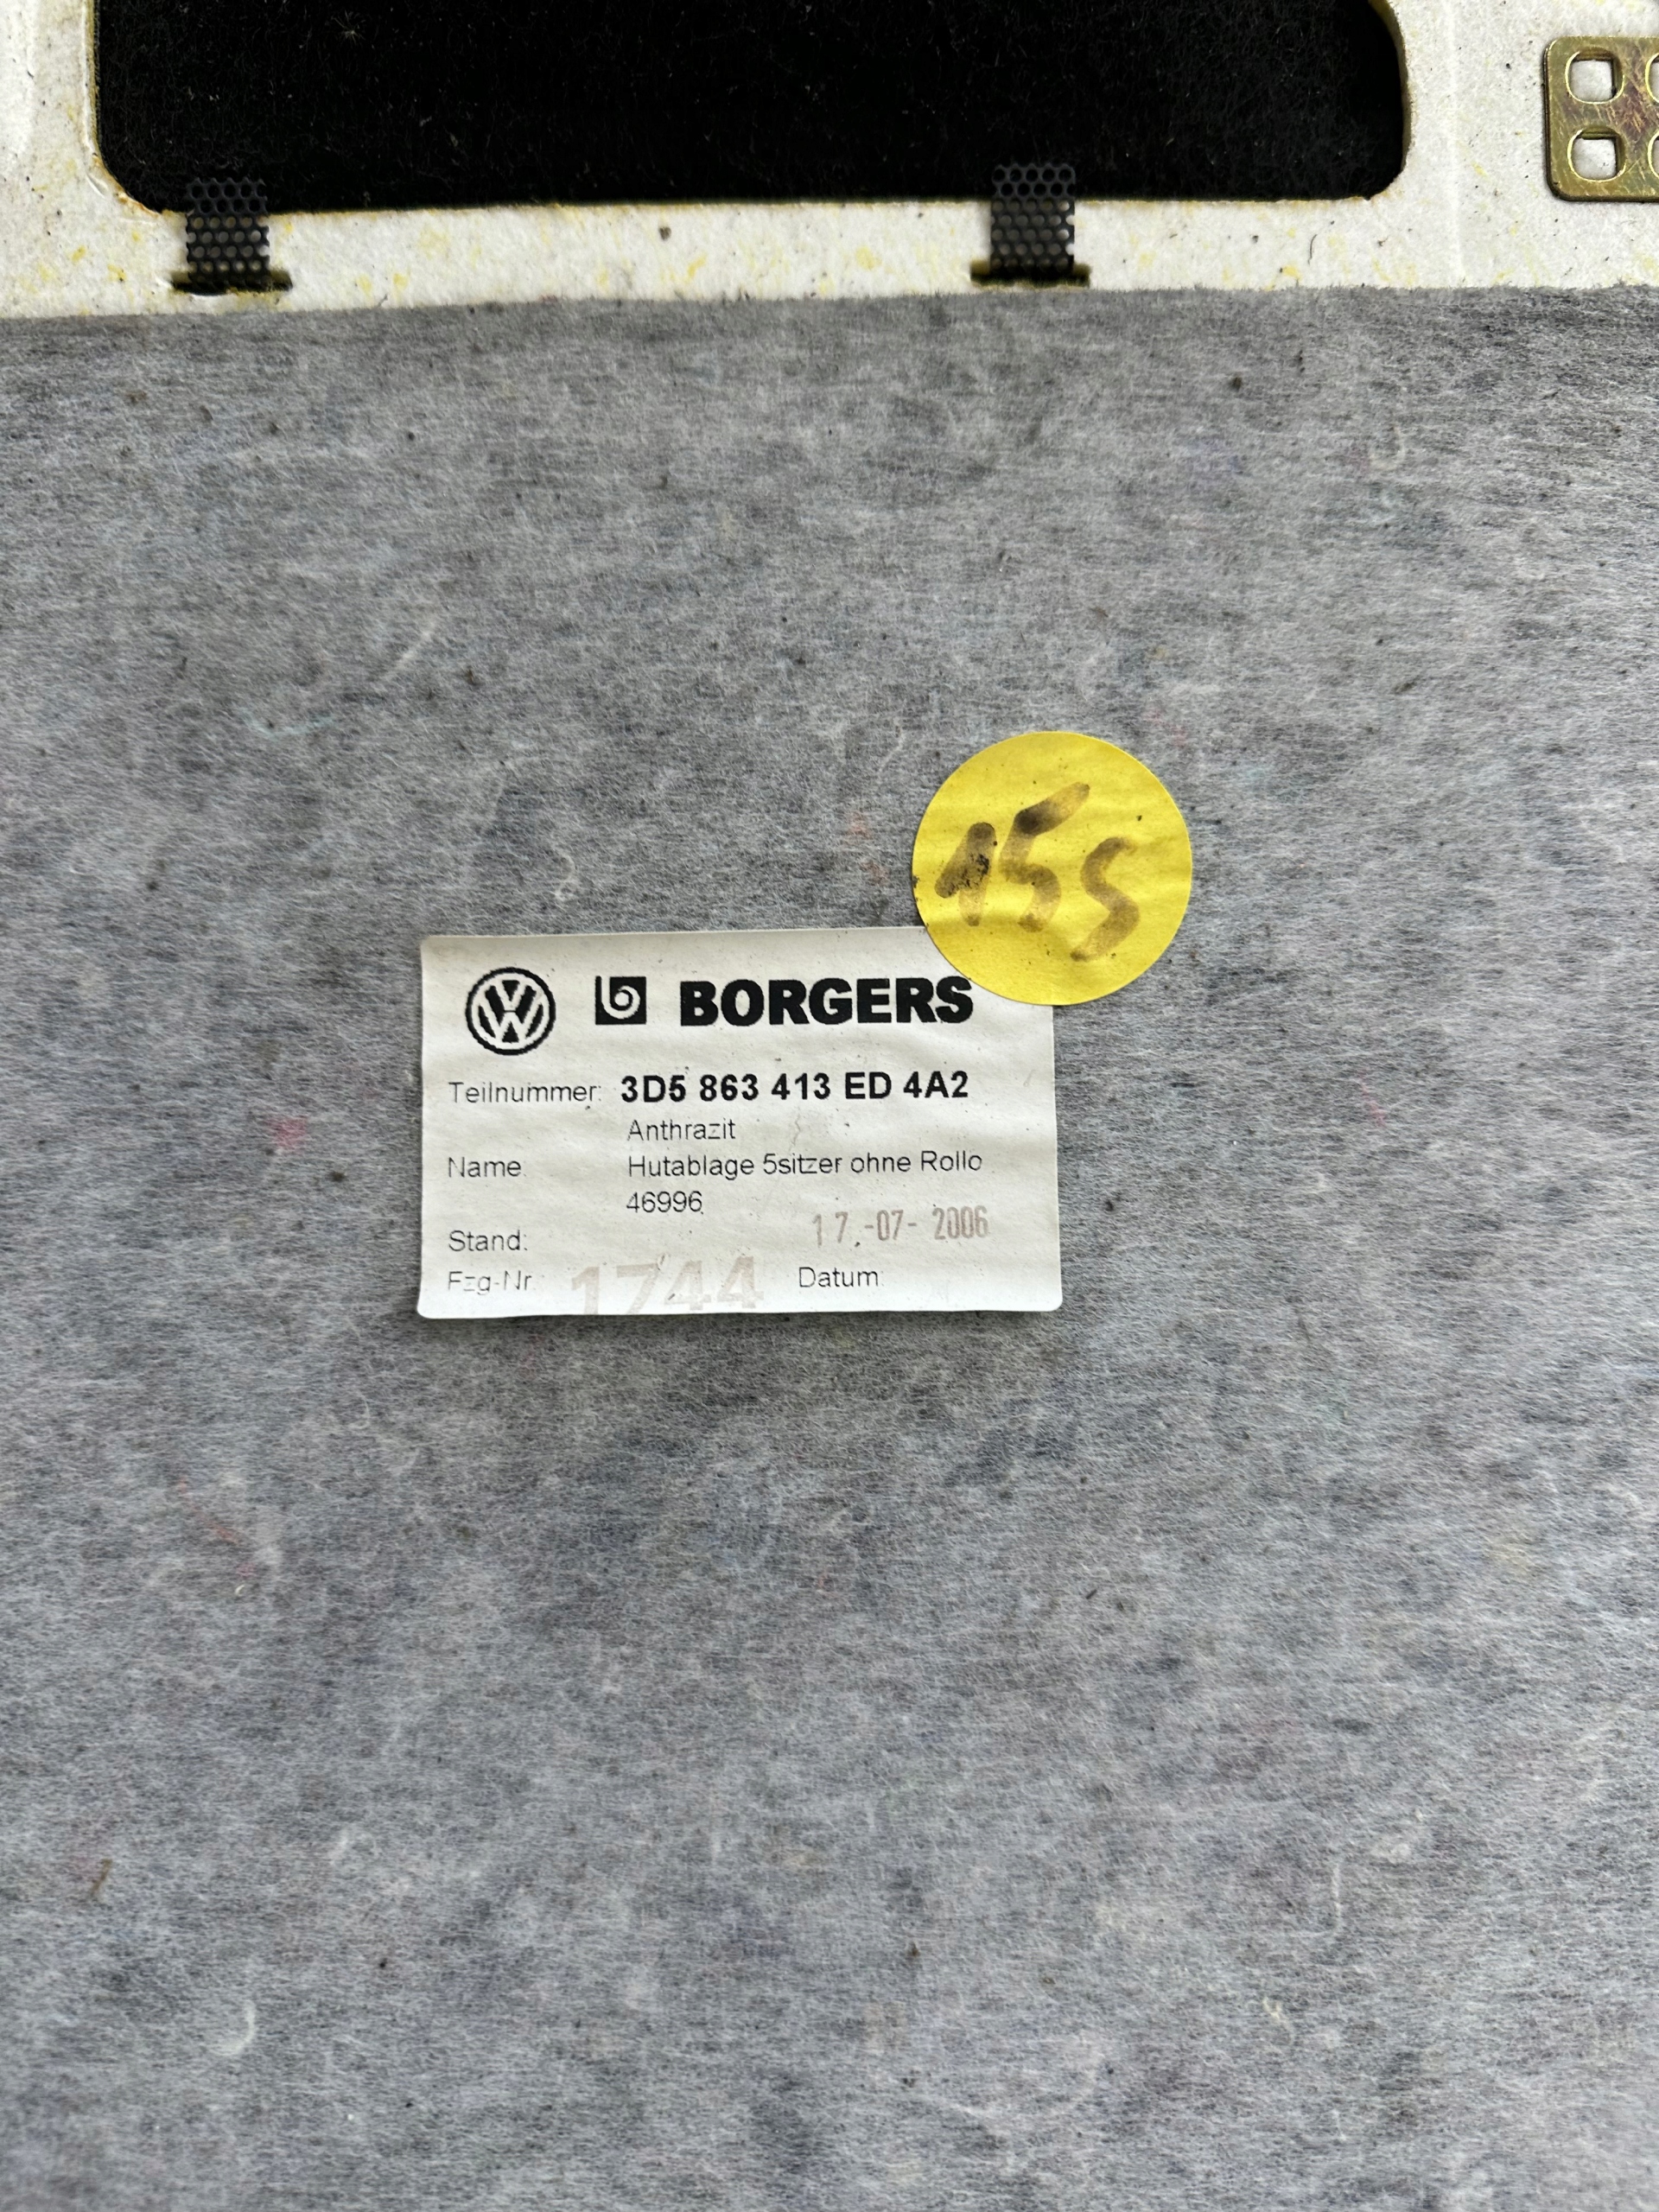 155
BORGERS
Teilnummer: 3D5 863 413 ED 4A2
Anthrazit
Name: Hutablage 5sitzer ohne Rollo
46996
17.-07- 2006
Stand:
Fzg-Nr.: 1744 Datum: